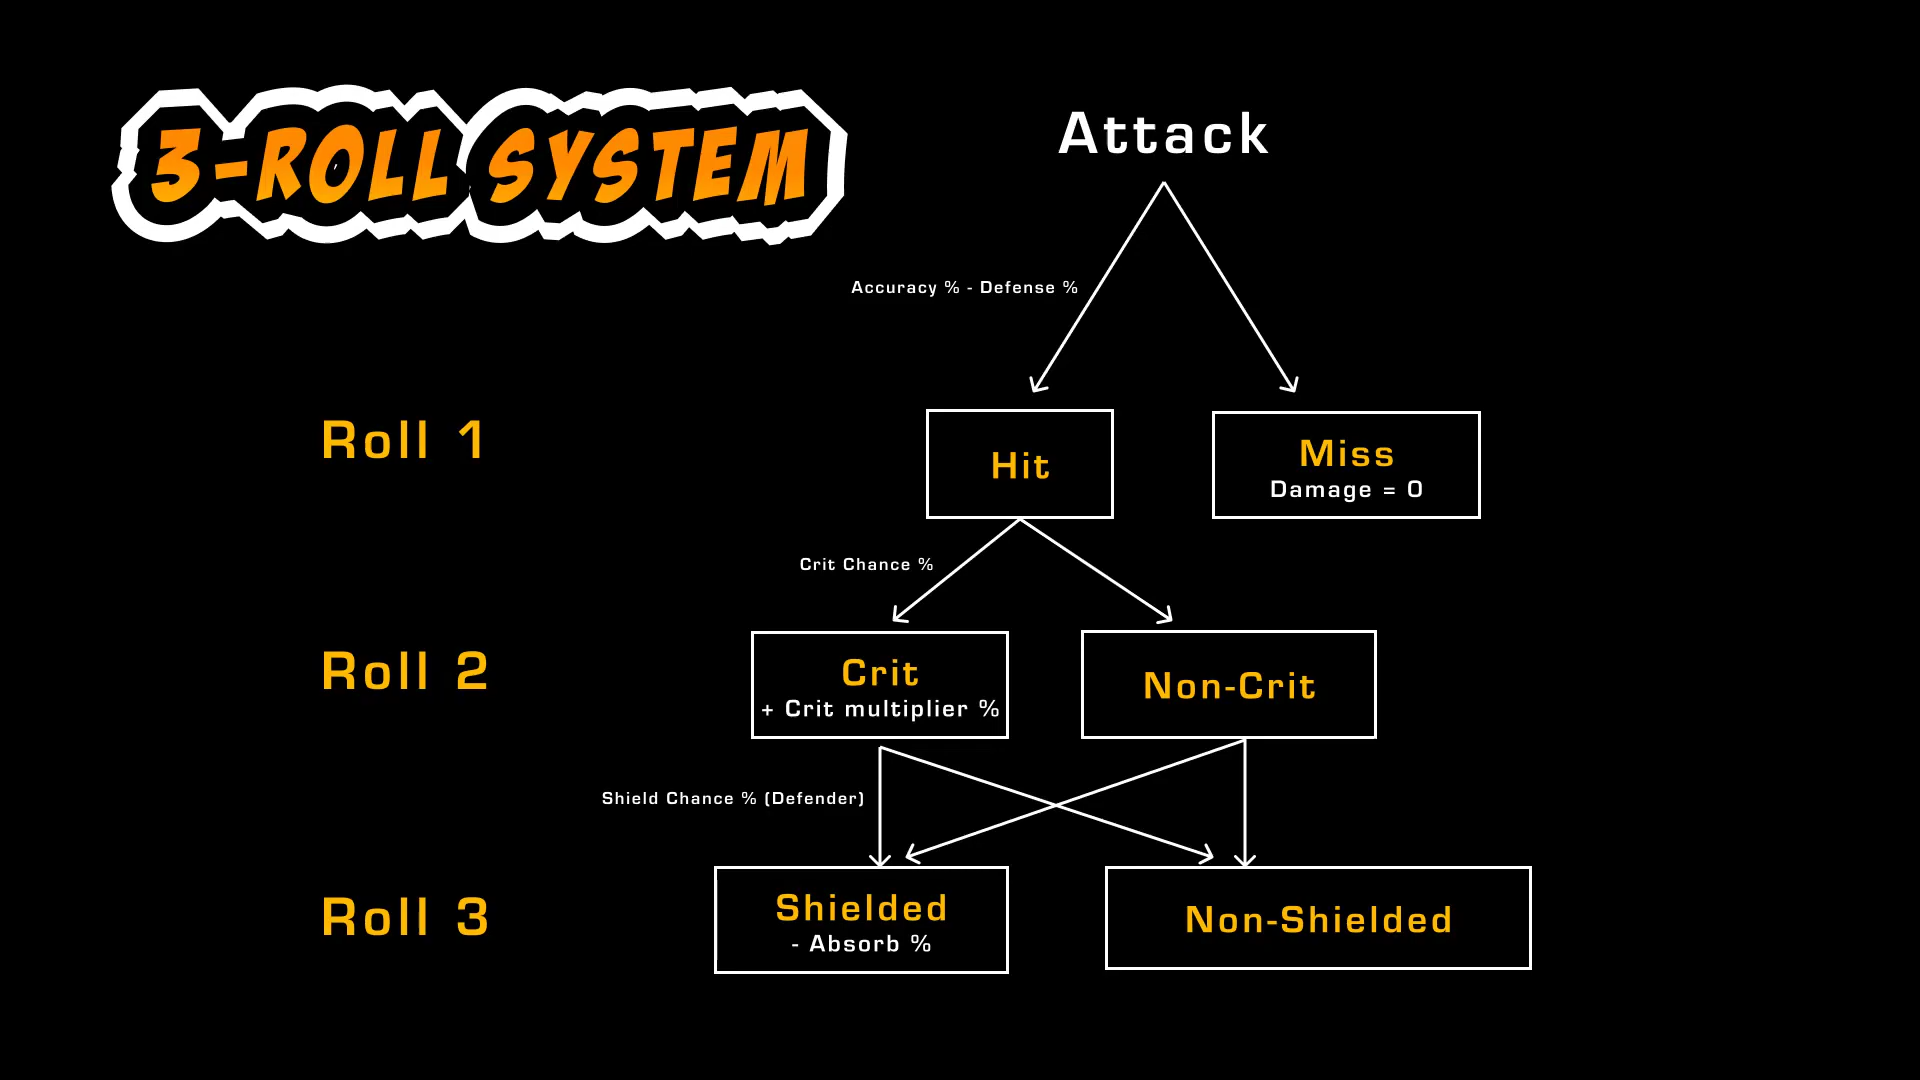 3-ROLL SYSTEM
Attack
Accuracy % - Defense %
Roll 1
Hit
Miss
Damage = 0
Crit Chance %
Roll 2
Crit
+ Crit multiplier %
Non-Crit
Shield Chance % (Defender)
Roll 3
Shielded
- Absorb %
Non-Shielded